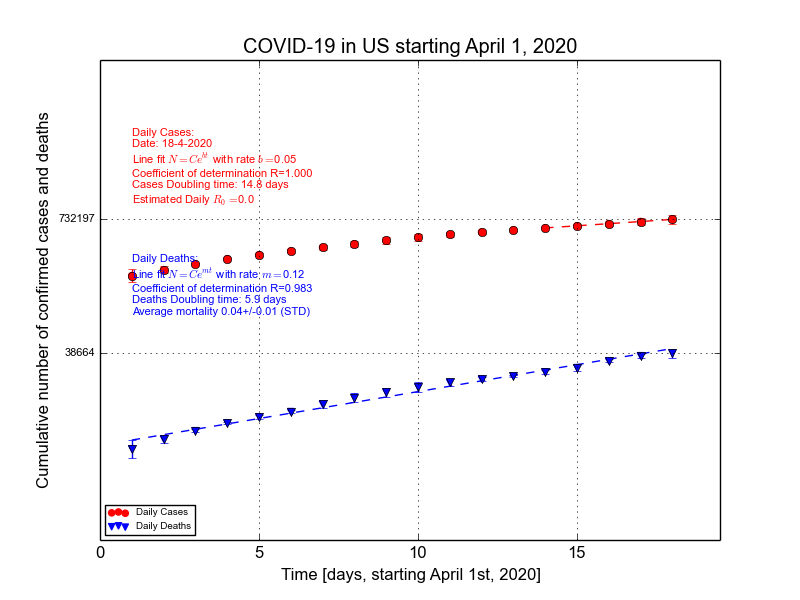 COVID-19 in US starting April 1, 2020
Cumulative number of confirmed cases and deaths
Daily Cases:
Date: 18-4-2020
Line fit N=Ce^{bt} with rate b=0.05
Coefficient of determination R=1.000
Cases Doubling time: 14.8 days
Estimated Daily R_0=0.0
732197
Daily Deaths:
Line fit N=Ce^{mt} with rate m=0.12
Coefficient of determination R=0.983
Deaths Doubling time: 5.9 days
Average mortality 0.04+/-0.01 (STD)
38664
Daily Cases
Daily Deaths
0 5 10 15
Time [days, starting April 1st, 2020]